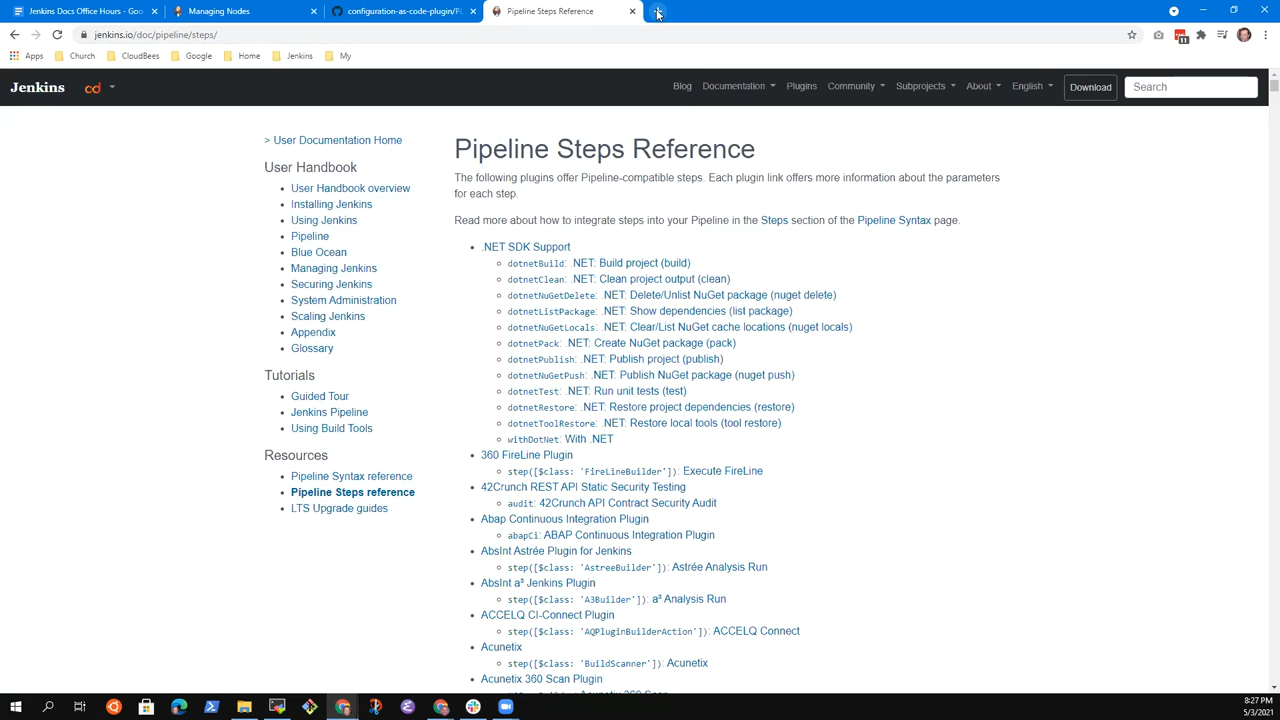 Jenkins Docs Office Hours - Goo
Managing Nodes
configuration-as-code-plugin/PL
Pipeline Steps Reference
jenkins.io/doc/pipeline/steps/
11
Apps
Church
CloudBees
Google
Home
Jenkins
My
Jenkins
cd
Blog
Documentation
Plugins
Community
Subprojects
About
English
Download
Search
> User Documentation Home
User Handbook
User Handbook overview
Installing Jenkins
Using Jenkins
Pipeline
Blue Ocean
Managing Jenkins
Securing Jenkins
System Administration
Scaling Jenkins
Appendix
Glossary
Tutorials
Guided Tour
Jenkins Pipeline
Using Build Tools
Resources
Pipeline Syntax reference
Pipeline Steps reference
LTS Upgrade guides
Pipeline Steps Reference
The following plugins offer Pipeline-compatible steps. Each plugin link offers more information about the parameters
for each step.
Read more about how to integrate steps into your Pipeline in the Steps section of the Pipeline Syntax page.
.NET SDK Support
dotnetBuild: .NET: Build project (build)
dotnetClean: .NET: Clean project output (clean)
dotnetNuGetDelete: .NET: Delete/Unlist NuGet package (nuget delete)
dotnetListPackage: .NET: Show dependencies (list package)
dotnetNuGetLocals: .NET: Clear/List NuGet cache locations (nuget locals)
dotnetPack: .NET: Create NuGet package (pack)
dotnetPublish: .NET: Publish project (publish)
dotnetNuGetPush: .NET: Publish NuGet package (nuget push)
dotnetTest: .NET: Run unit tests (test)
dotnetRestore: .NET: Restore project dependencies (restore)
dotnetToolRestore: .NET: Restore local tools (tool restore)
withDotNet: With .NET
360 FireLine Plugin
step([$class: 'FireLineBuilder']): Execute FireLine
42Crunch REST API Static Security Testing
audit: 42Crunch API Contract Security Audit
Abap Continuous Integration Plugin
abapCi: ABAP Continuous Integration Plugin
AbsInt Astrée Plugin for Jenkins
step([$class: 'AstreeBuilder']): Astrée Analysis Run
AbsInt a³ Jenkins Plugin
step([$class: 'A3Builder']): a³ Analysis Run
ACCELQ CI-Connect Plugin
step([$class: 'AQPluginBuilderAction']): ACCELQ Connect
Acunetix
step([$class: 'BuildScanner']): Acunetix
Acunetix 360 Scan Plugin
8:27 PM
5/3/2021